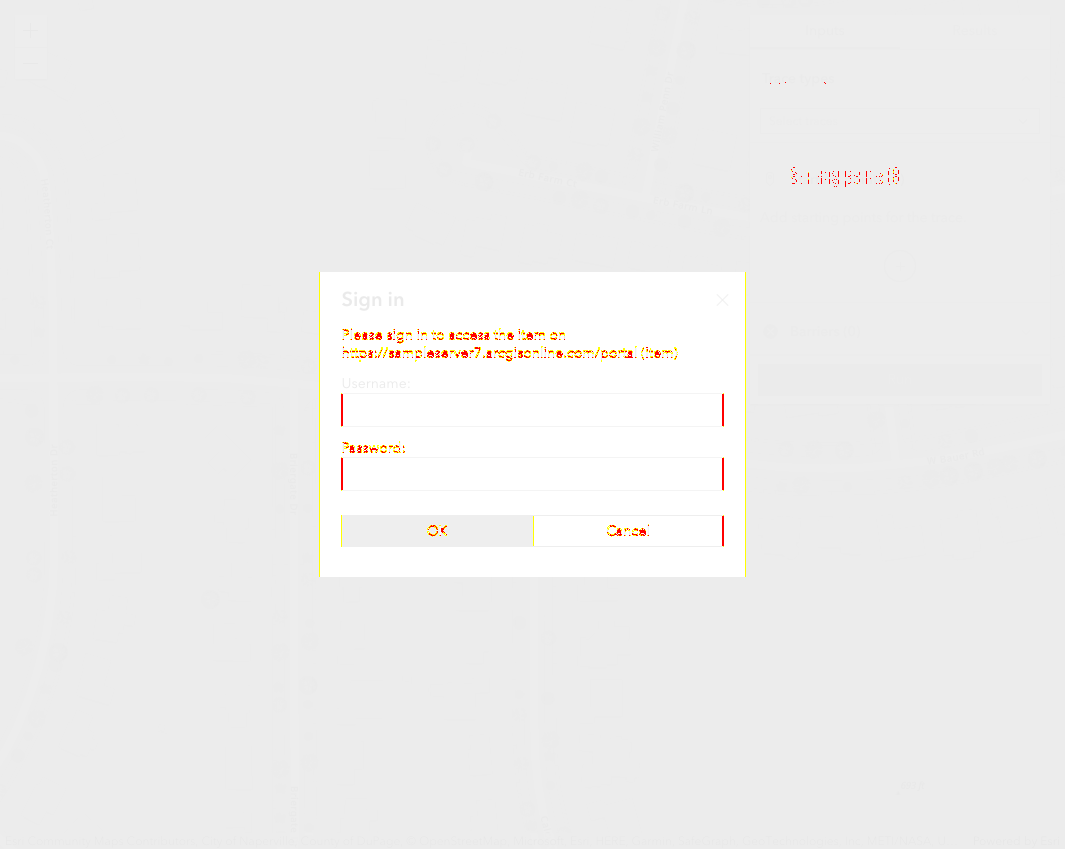 Sign in
Please sign in to access the item on
https://sampleserver7.arcgisonline.com/portal (item)
Username:
Password:
OK
Cancel